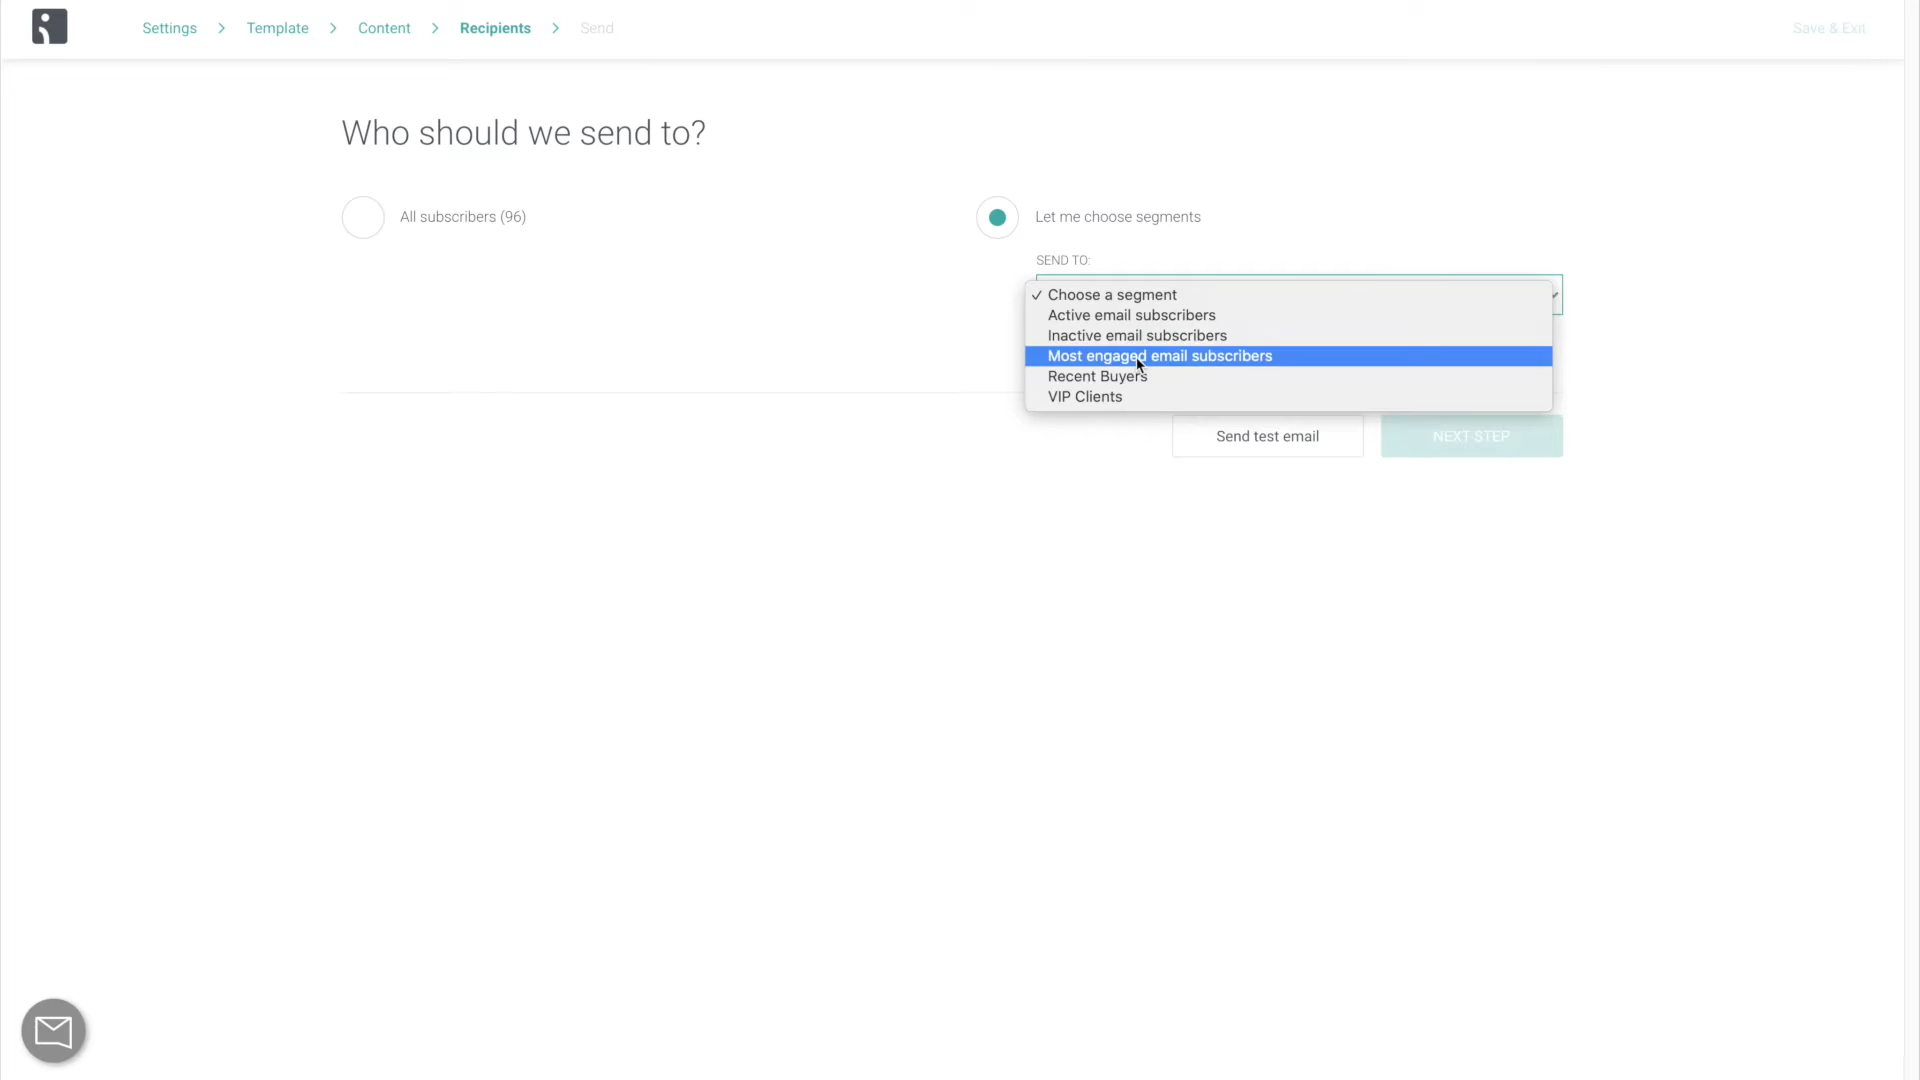 Settings > Template > Content > Recipients > Send
Save & Exit
Who should we send to?
All subscribers (96)
Let me choose segments
SEND TO:
✓ Choose a segment
Active email subscribers
Inactive email subscribers
Most engaged email subscribers
Recent Buyers
VIP Clients
Send test email
NEXT STEP